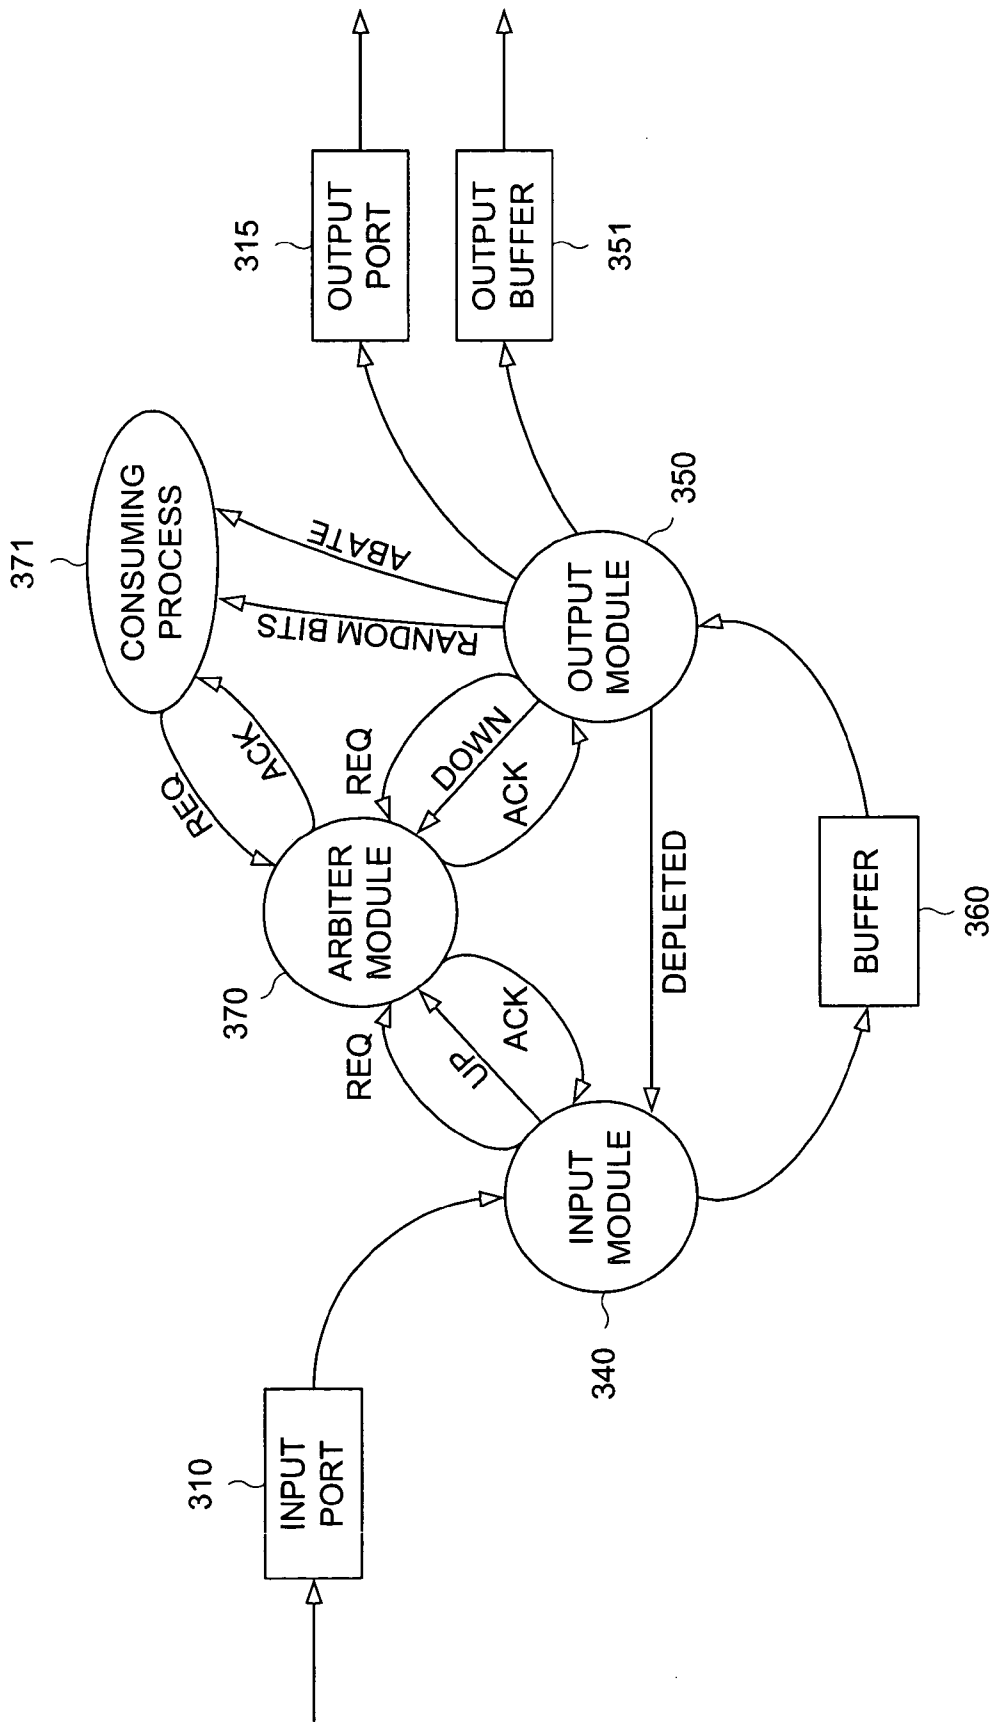 371
CONSUMING
PROCESS
315
OUTPUT
PORT
OUTPUT
BUFFER
351
REQ
ACK
RANDOM BITS
ABATE
370
ARBITER
MODULE
REQ
UP
ACK
REQ
DOWN
ACK
310
INPUT
PORT
340
INPUT
MODULE
DEPLETED
OUTPUT
MODULE
350
BUFFER
360